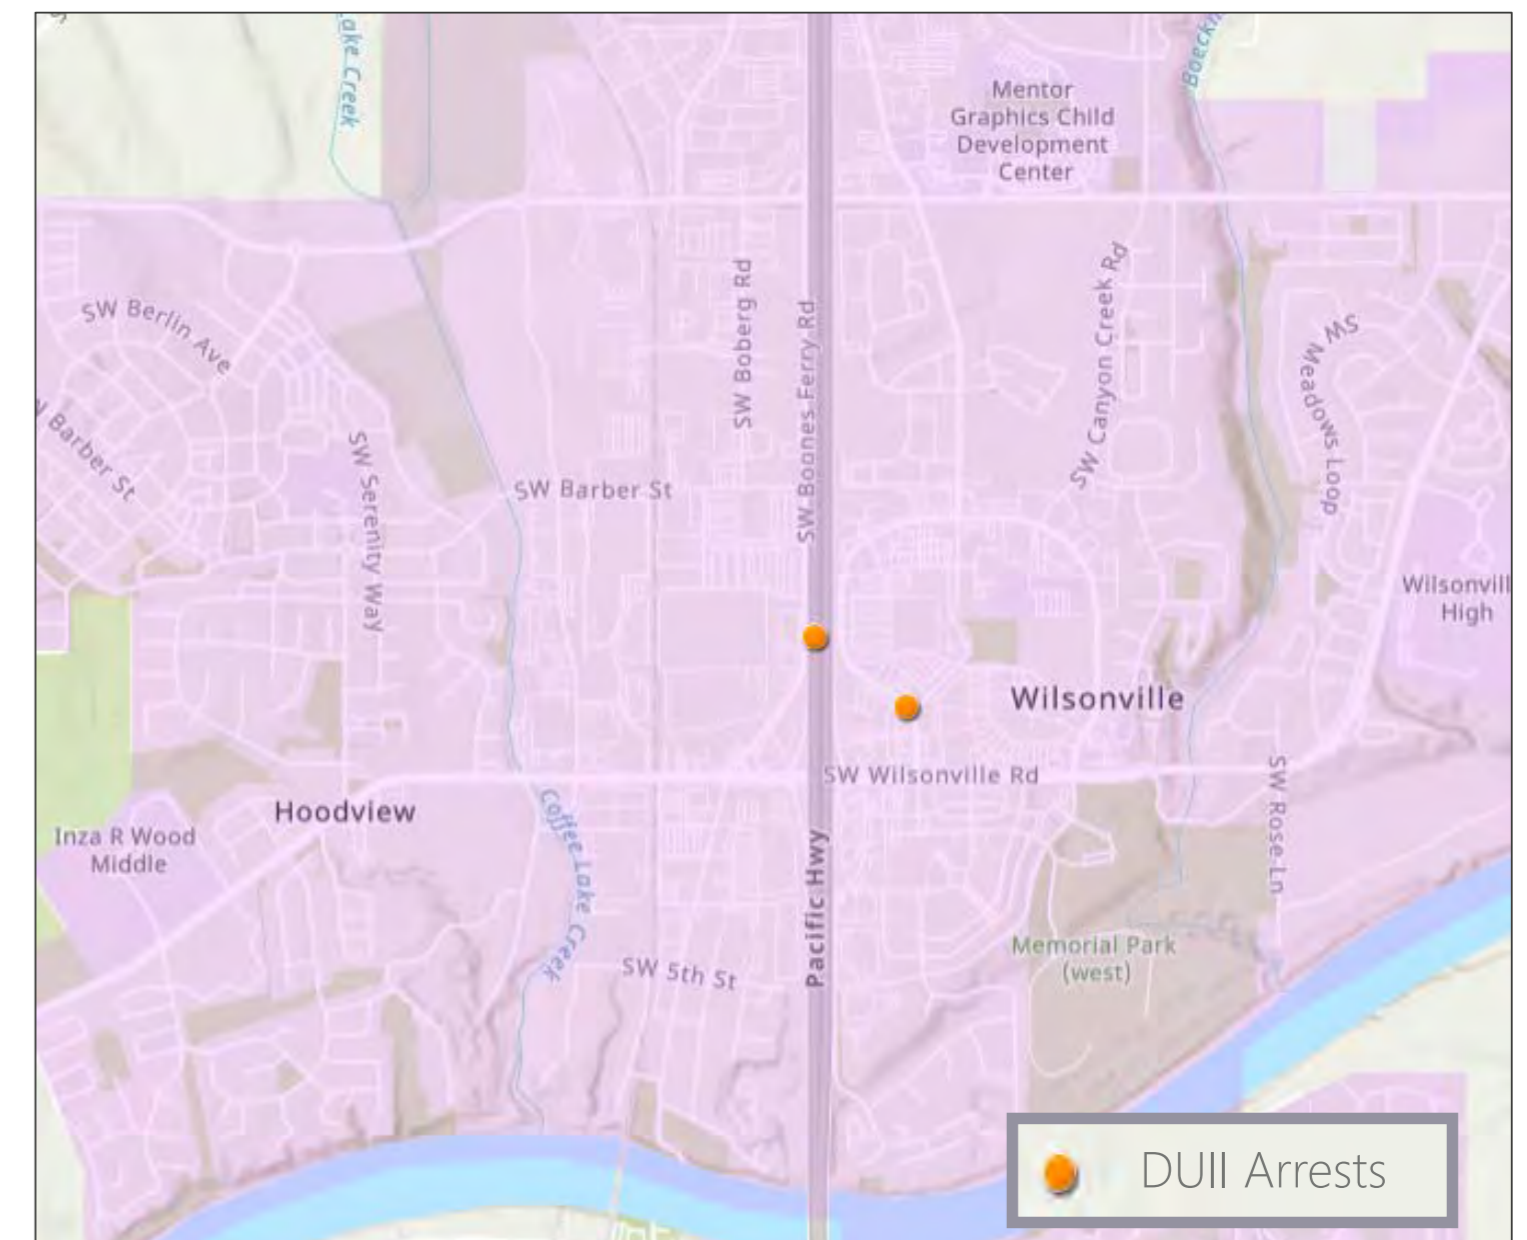 Lake Creek
Mentor
Graphics Child
Development
Center
SW Berlin Ave
SW Boberg Rd
SW Boones Ferry Rd
SW Canyon Creek Rd
SW Meadows Loop
Barber St
SW Serenity Way
SW Barber St
Wilsonvill
High
Wilsonville
SW Wilsonville Rd
Hoodview
Inza R Wood
Middle
Coffee Lake Creek
Pacific Hwy
SW Rose Ln
SW 5th St
Memorial Park
(west)
DUII Arrests